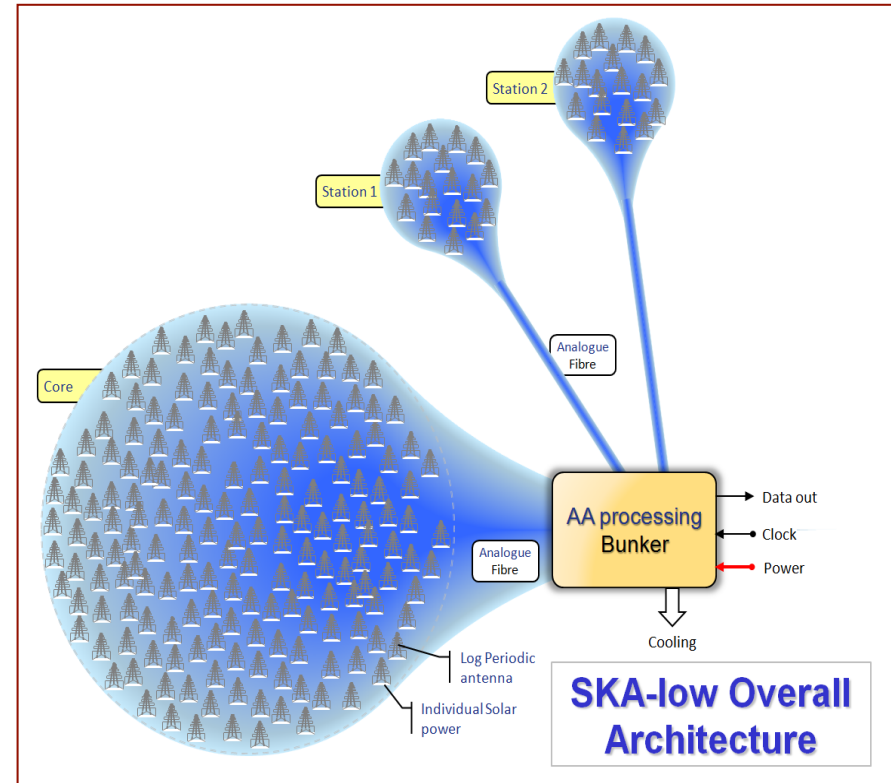 Station 2
Station 1
Analogue
Fibre
Core
AA processing
Bunker
Data out
Clock
Power
Analogue
Fibre
Cooling
Log Periodic
antenna
Individual Solar
power
SKA-low Overall
Architecture